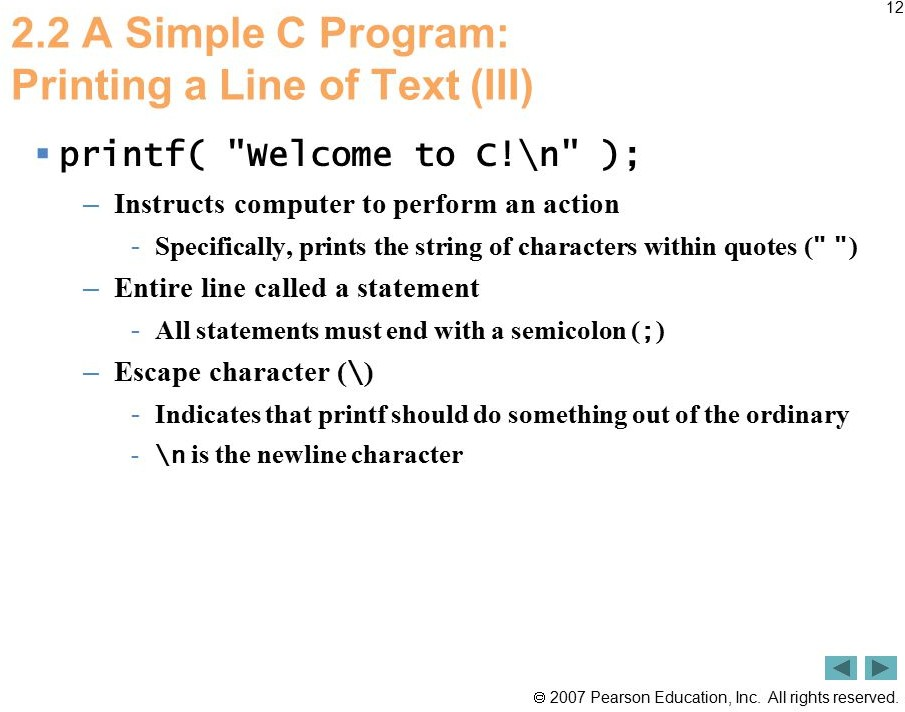 12
2.2 A Simple C Program:
Printing a Line of Text (III)
▪ printf( "Welcome to C!\n" );
– Instructs computer to perform an action
- Specifically, prints the string of characters within quotes (" ")
– Entire line called a statement
- All statements must end with a semicolon (;)
– Escape character (\)
- Indicates that printf should do something out of the ordinary
- \n is the newline character
© 2007 Pearson Education, Inc. All rights reserved.